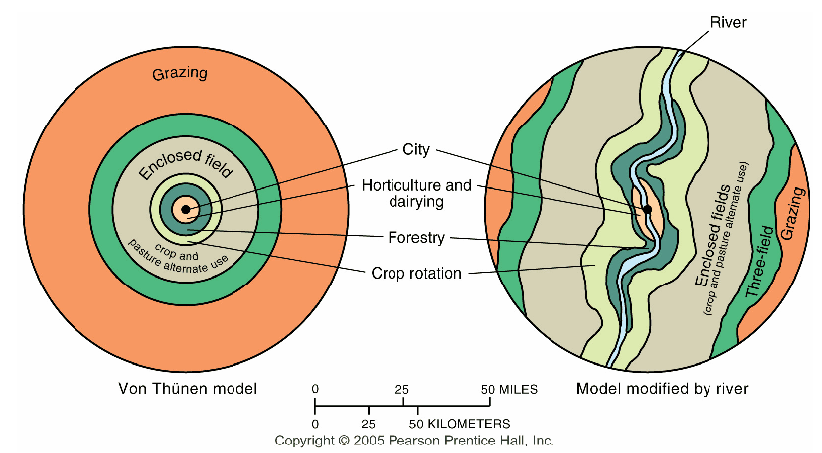 River
Grazing
City
Enclosed field
Horticulture and
dairying
Forestry
crop and
pasture alternate use
Crop rotation
Enclosed fields
(crop and pasture alternate use)
Three-field
Grazing
Von Thünen model
0 25 50 MILES
Model modified by river
0 25 50 KILOMETERS
Copyright © 2005 Pearson Prentice Hall, Inc.